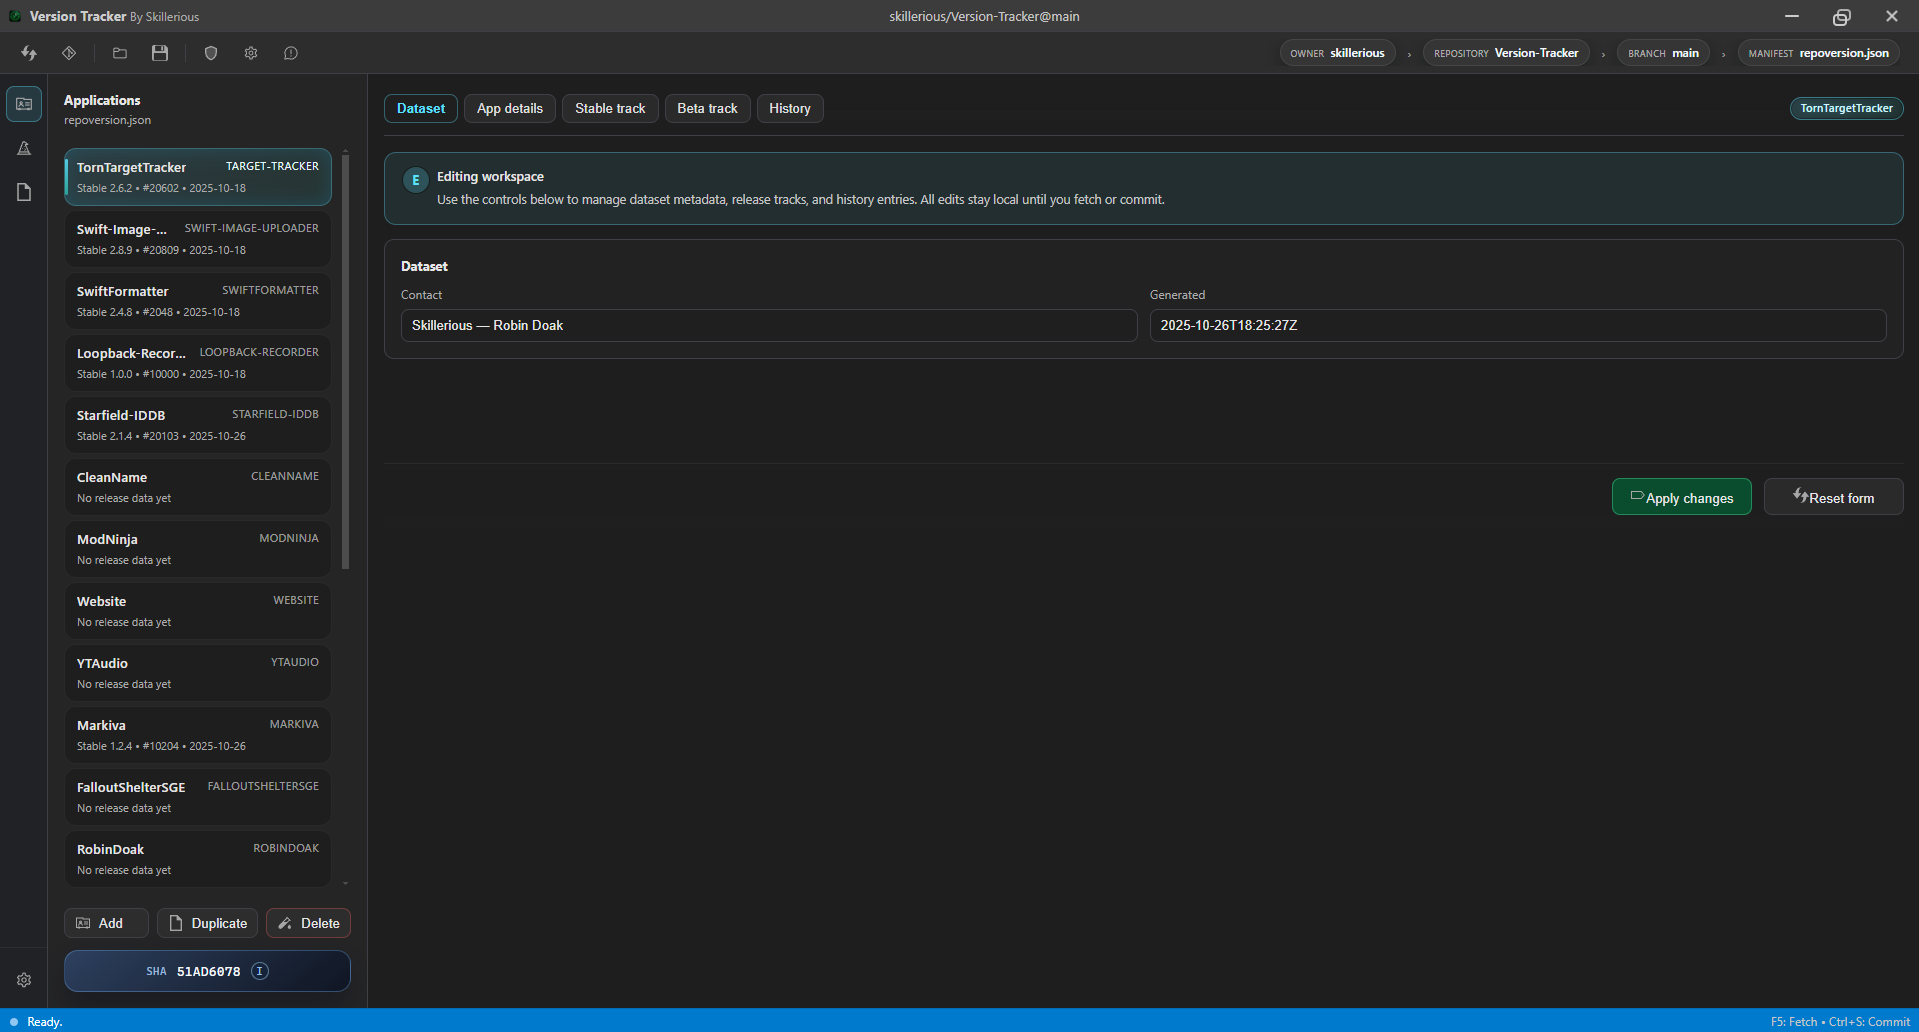 Version Tracker By Skillerious
skillerious/Version-Tracker@main
OWNER skillerious › REPOSITORY Version-Tracker › BRANCH main › MANIFEST repoversion.json
Applications
repoversion.json
TornTargetTracker TARGET-TRACKER
Stable 2.6.2 • #20602 • 2025-10-18
Swift-Image-... SWIFT-IMAGE-UPLOADER
Stable 2.8.9 • #20809 • 2025-10-18
SwiftFormatter SWIFTFORMATTER
Stable 2.4.8 • #2048 • 2025-10-18
Loopback-Recor... LOOPBACK-RECORDER
Stable 1.0.0 • #10000 • 2025-10-18
Starfield-IDDB STARFIELD-IDDB
Stable 2.1.4 • #20103 • 2025-10-26
CleanName CLEANNAME
No release data yet
ModNinja MODNINJA
No release data yet
Website WEBSITE
No release data yet
YTAudio YTAUDIO
No release data yet
Markiva MARKIVA
Stable 1.2.4 • #10204 • 2025-10-26
FalloutShelterSGE FALLOUTSHELTERSGE
No release data yet
RobinDoak ROBINDOAK
No release data yet
Add Duplicate Delete
SHA 51AD6078 I
Dataset App details Stable track Beta track History TornTargetTracker
E Editing workspace
Use the controls below to manage dataset metadata, release tracks, and history entries. All edits stay local until you fetch or commit.
Dataset
Contact Generated
Skillerious — Robin Doak 2025-10-26T18:25:27Z
Apply changes Reset form
Ready. F5: Fetch • Ctrl+S: Commit